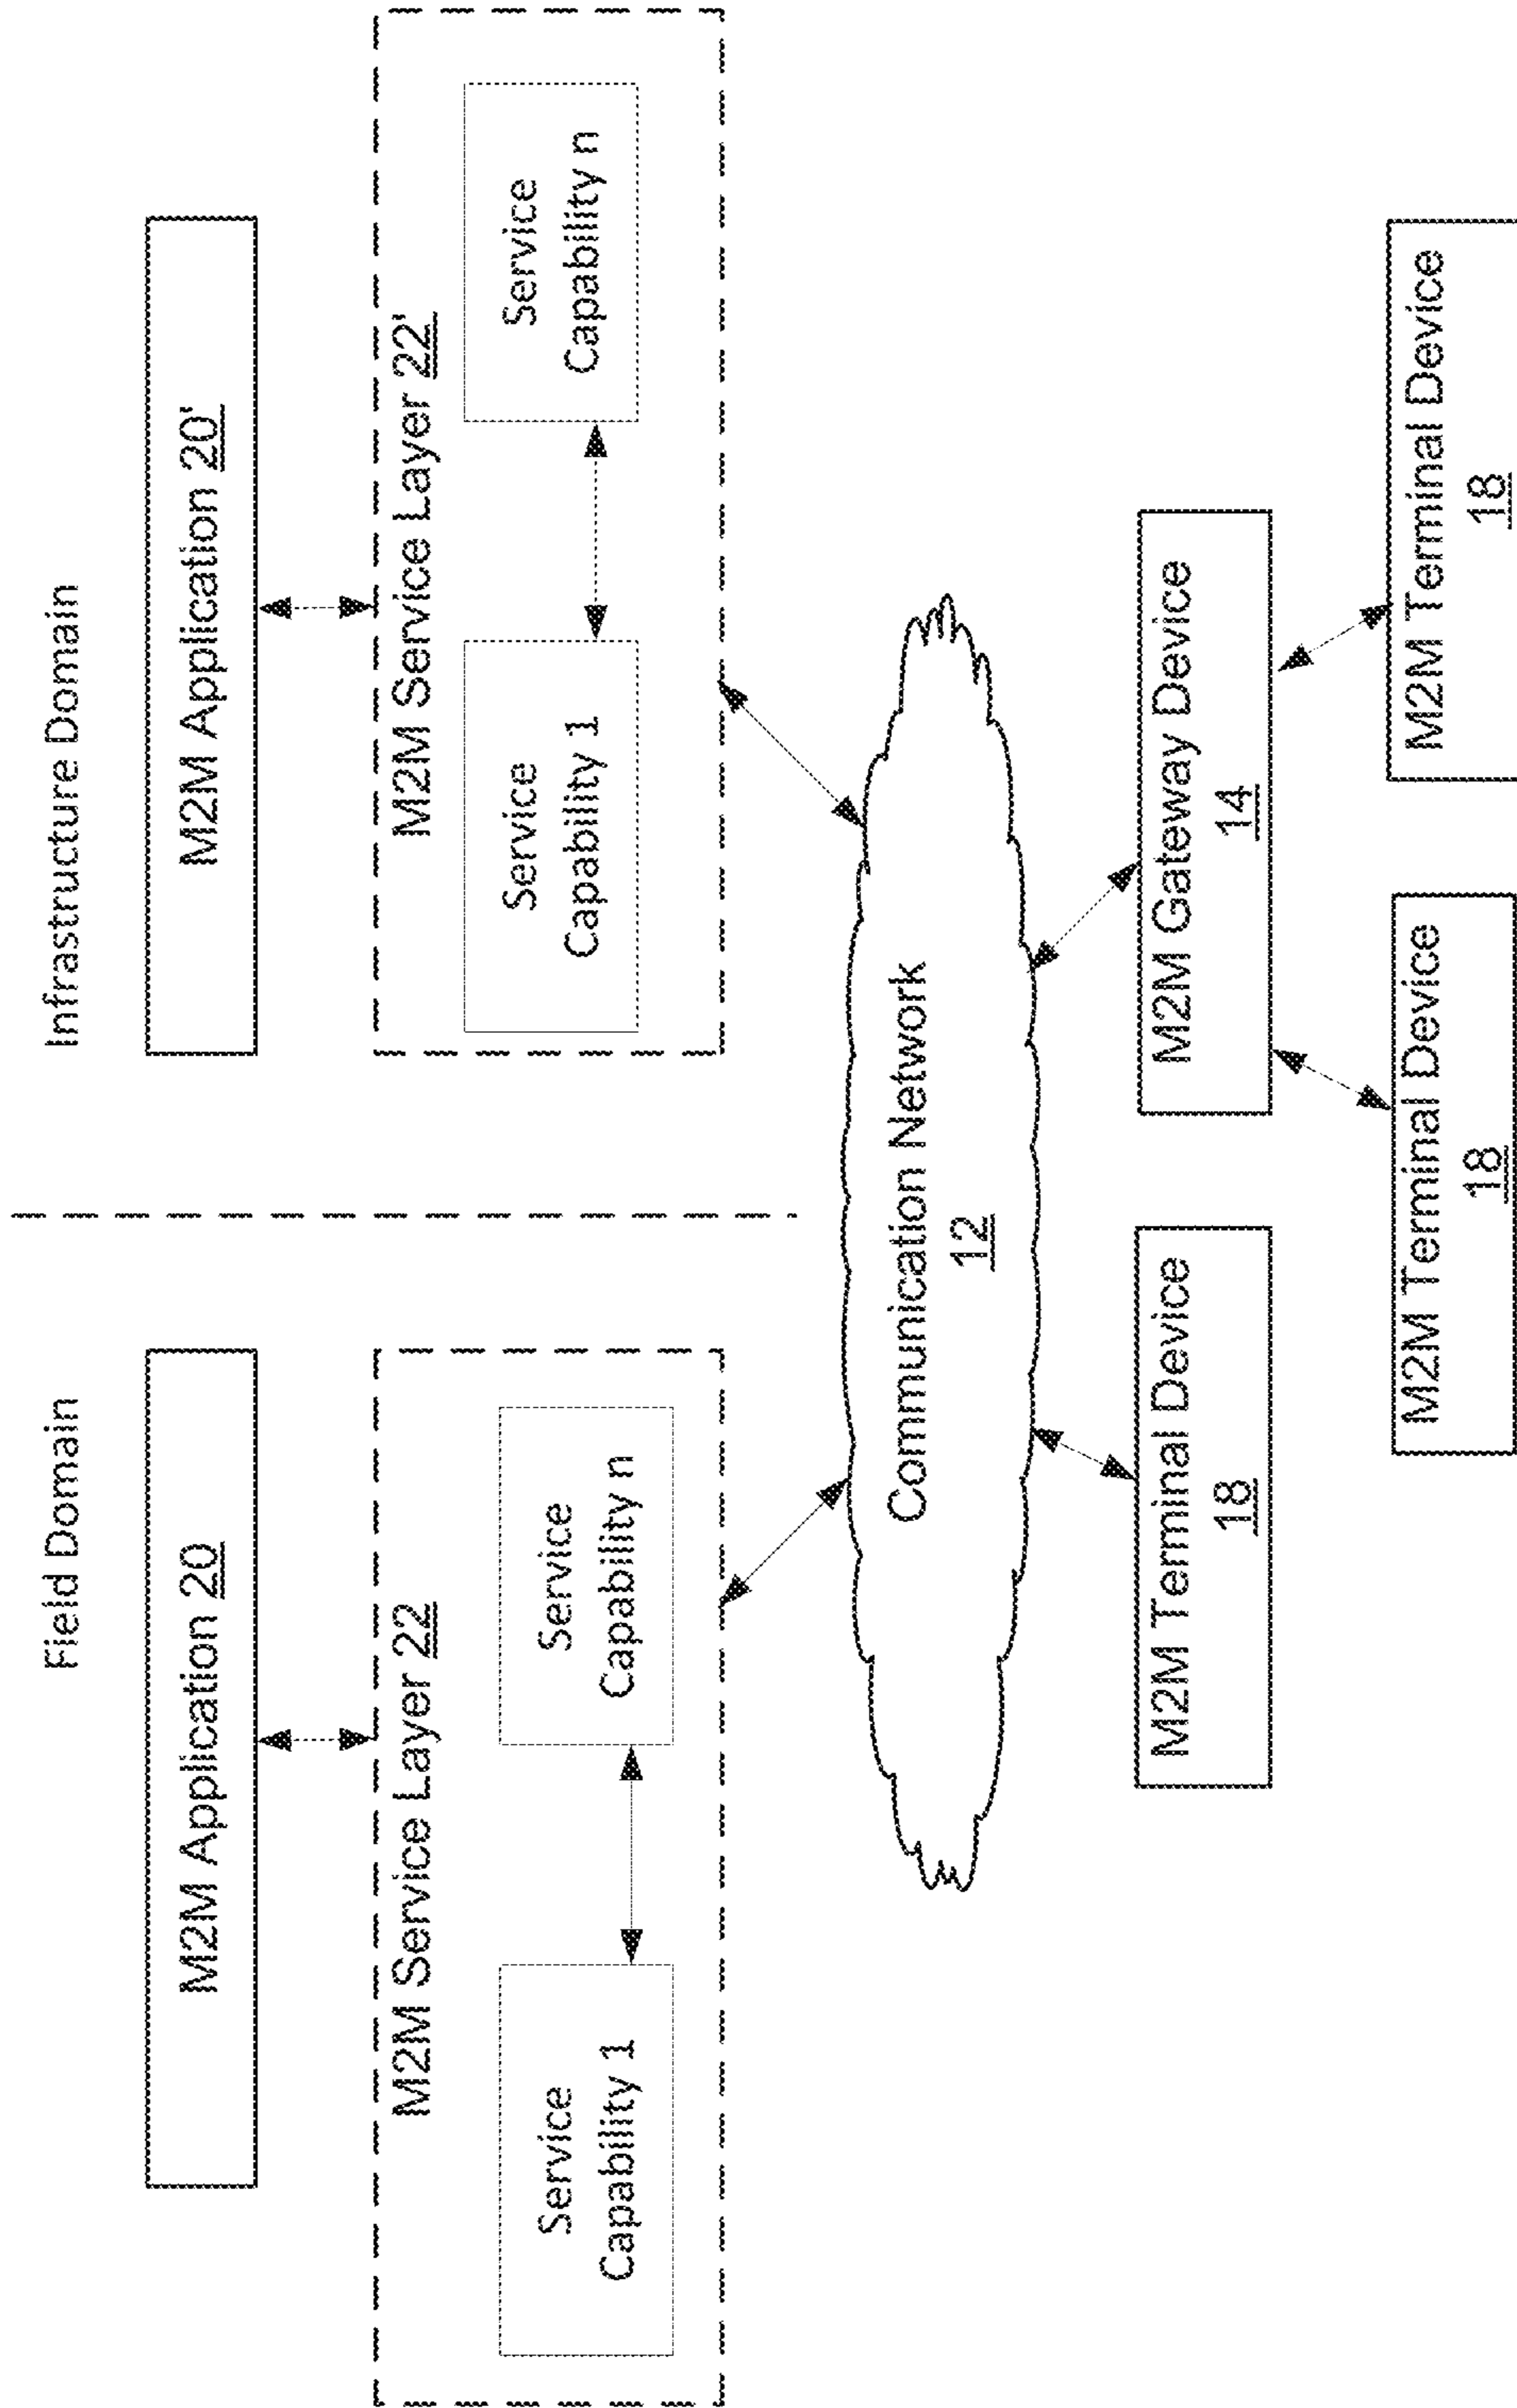 Field Domain
Infrastructure Domain
M2M Application 20
M2M Application 20'
M2M Service Layer 22
M2M Service Layer 22'
Service
Capability 1
Service
Capability n
Service
Capability 1
Service
Capability n
Communication Network
12
M2M Terminal Device
18
M2M Gateway Device
14
M2M Terminal Device
18
M2M Terminal Device
18